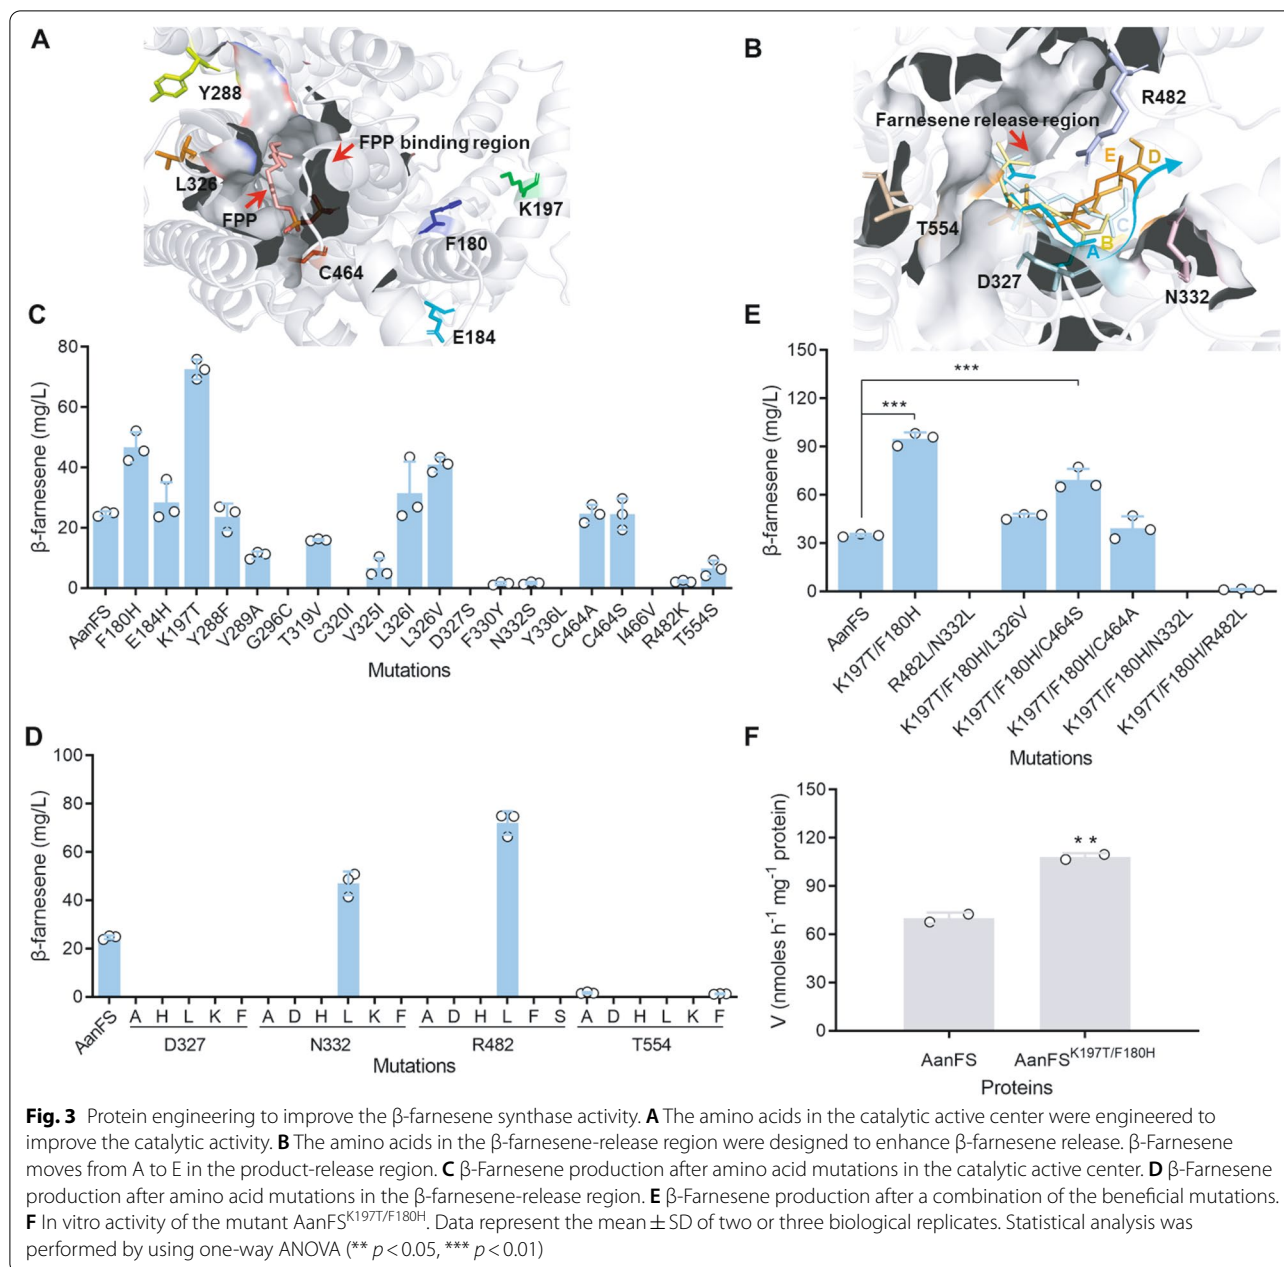 A
Y288
FPP binding region
L326
FPP
K197
F180
C464
E184
B
R482
Farnesene release region
E
D
C
B
A
T554
D327
N332
C
β-farnesene (mg/L)
80
60
40
20
0
AanFS
F180H
E184H
K197T
Y288F
V289A
G296C
T319V
C320I
V325I
L326I
L326V
D327S
F330Y
N332S
Y336L
C464A
C464S
I466V
R482K
T554S
Mutations
E
β-farnesene (mg/L)
150
120
90
60
30
0
***
***
AanFS
K197T/F180H
R482L/N332L
K197T/F180H/L326V
K197T/F180H/C464S
K197T/F180H/C464A
K197T/F180H/N332L
K197T/F180H/R482L
Mutations
D
β-farnesene (mg/L)
100
80
60
40
20
0
AanFS
A H L K F A D H L K F A D H L F S A D H L K F
D327 N332 R482 T554
Mutations
F
V (nmoles h⁻¹ mg⁻¹ protein)
150
120
90
60
30
0
**
AanFS AanFS^K197T/F180H
Proteins
Fig. 3 Protein engineering to improve the β-farnesene synthase activity. A The amino acids in the catalytic active center were engineered to
improve the catalytic activity. B The amino acids in the β-farnesene-release region were designed to enhance β-farnesene release. β-Farnesene
moves from A to E in the product-release region. C β-Farnesene production after amino acid mutations in the catalytic active center. D β-Farnesene
production after amino acid mutations in the β-farnesene-release region. E β-Farnesene production after a combination of the beneficial mutations.
F In vitro activity of the mutant AanFS^K197T/F180H. Data represent the mean ± SD of two or three biological replicates. Statistical analysis was
performed by using one-way ANOVA (** p < 0.05, *** p < 0.01)